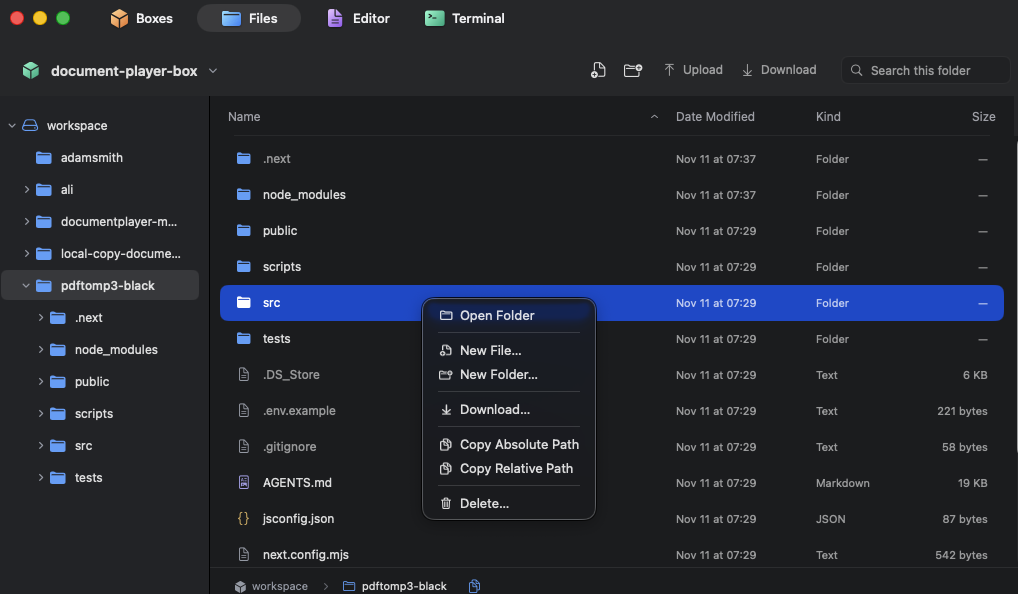 Boxes Files Editor Terminal
document-player-box Upload Download Search this folder
workspace
adamsmith
ali
documentplayer-m...
local-copy-docume...
pdftomp3-black
.next
node_modules
public
scripts
src
tests
Name Date Modified Kind Size
.next Nov 11 at 07:37 Folder —
node_modules Nov 11 at 07:37 Folder —
public Nov 11 at 07:29 Folder —
scripts Nov 11 at 07:29 Folder —
src Nov 11 at 07:29 Folder —
tests Nov 11 at 07:29 Folder —
.DS_Store Nov 11 at 07:29 Text 6 KB
.env.example Nov 11 at 07:29 Text 221 bytes
.gitignore Nov 11 at 07:29 Text 58 bytes
AGENTS.md Nov 11 at 07:29 Markdown 19 KB
jsconfig.json Nov 11 at 07:29 JSON 87 bytes
next.config.mjs Nov 11 at 07:29 Text 542 bytes
Open Folder
New File...
New Folder...
Download...
Copy Absolute Path
Copy Relative Path
Delete...
workspace > pdftomp3-black